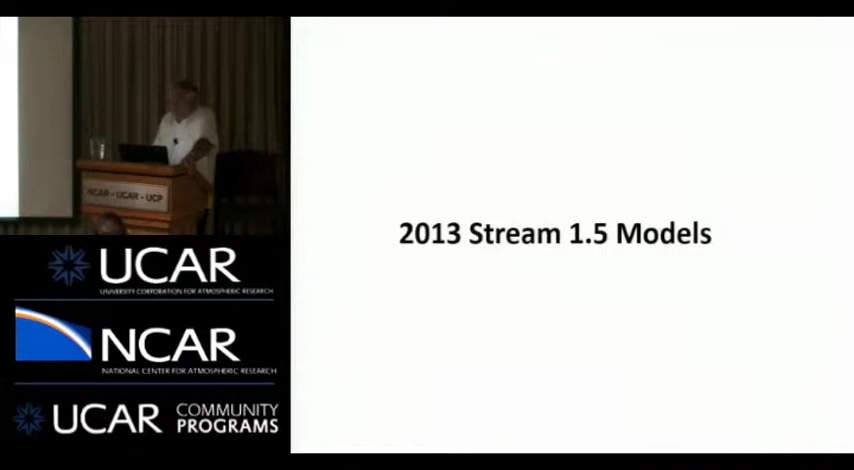 NCAR - UCAR - UCP
UCAR
UNIVERSITY CORPORATION FOR ATMOSPHERIC RESEARCH
NCAR
NATIONAL CENTER FOR ATMOSPHERIC RESEARCH
UCAR COMMUNITY PROGRAMS
2013 Stream 1.5 Models